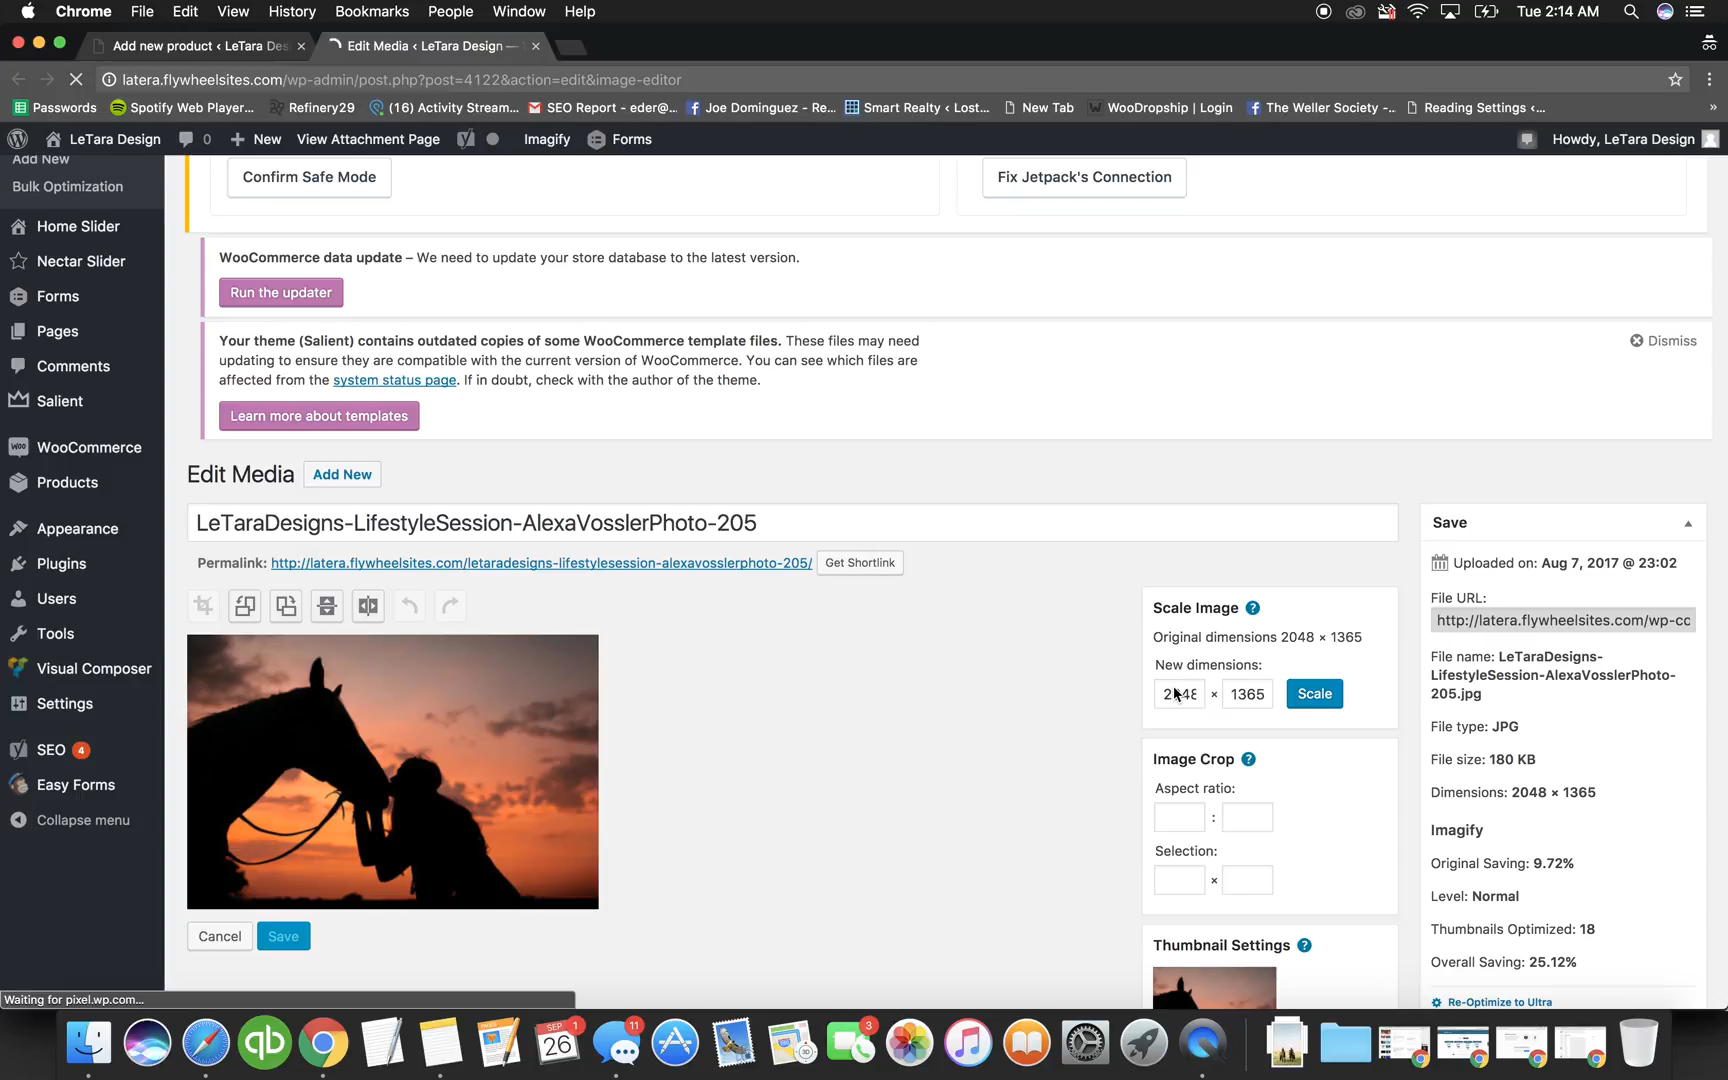 Chrome File Edit View History Bookmarks People Window Help Tue 2:14 AM
Add new product ‹ LeTara Des Edit Media ‹ LeTara Design —
latera.flywheelsites.com/wp-admin/post.php?post=4122&action=edit&image-editor
Passwords Spotify Web Player... Refinery29 (16) Activity Stream... SEO Report - eder@... Joe Dominguez - Re... Smart Realty ‹ Lost... New Tab WooDropship | Login The Weller Society -... Reading Settings ‹... »
LeTara Design 0 New View Attachment Page Imagify Forms Howdy, LeTara Design
Add New
Bulk Optimization
Home Slider
Nectar Slider
Forms
Pages
Comments
Salient
WooCommerce
Products
Appearance
Plugins
Users
Tools
Visual Composer
Settings
SEO 4
Easy Forms
Collapse menu
Confirm Safe Mode Fix Jetpack's Connection
WooCommerce data update – We need to update your store database to the latest version.
Run the updater
Your theme (Salient) contains outdated copies of some WooCommerce template files. These files may need
updating to ensure they are compatible with the current version of WooCommerce. You can see which files are
affected from the system status page. If in doubt, check with the author of the theme.
Dismiss
Learn more about templates
Edit Media Add New
LeTaraDesigns-LifestyleSession-AlexaVosslerPhoto-205
Permalink: http://latera.flywheelsites.com/letaradesigns-lifestylesession-alexavosslerphoto-205/ Get Shortlink
Cancel Save
Scale Image
Original dimensions 2048 × 1365
New dimensions:
2048 × 1365 Scale
Image Crop
Aspect ratio:
:
Selection:
×
Thumbnail Settings
Save
Uploaded on: Aug 7, 2017 @ 23:02
File URL:
http://latera.flywheelsites.com/wp-cc
File name: LeTaraDesigns-
LifestyleSession-AlexaVosslerPhoto-
205.jpg
File type: JPG
File size: 180 KB
Dimensions: 2048 × 1365
Imagify
Original Saving: 9.72%
Level: Normal
Thumbnails Optimized: 18
Overall Saving: 25.12%
Re-Optimize to Ultra
Waiting for pixel.wp.com...
SEP 1 11 3
26